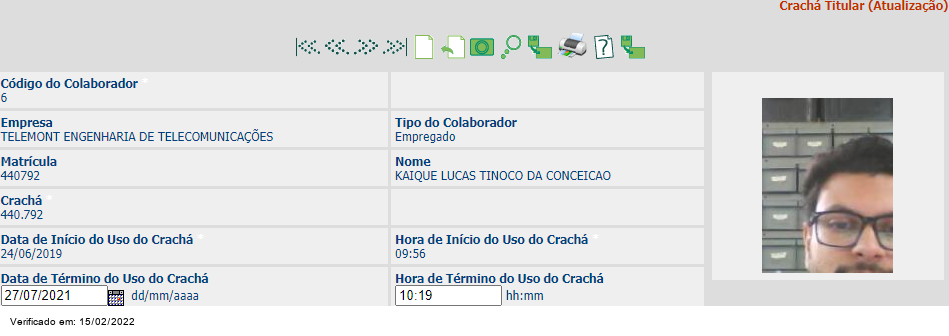 Crachá Titular (Atualização)
Código do Colaborador *
6
Empresa
TELEMONT ENGENHARIA DE TELECOMUNICAÇÕES
Tipo do Colaborador
Empregado
Matrícula
440792
Nome
KAIQUE LUCAS TINOCO DA CONCEICAO
Crachá *
440.792
Data de Início do Uso do Crachá *
24/06/2019
Hora de Início do Uso do Crachá *
09:56
Data de Término do Uso do Crachá
27/07/2021 dd/mm/aaaa
Hora de Término do Uso do Crachá
10:19 hh:mm
Verificado em: 15/02/2022